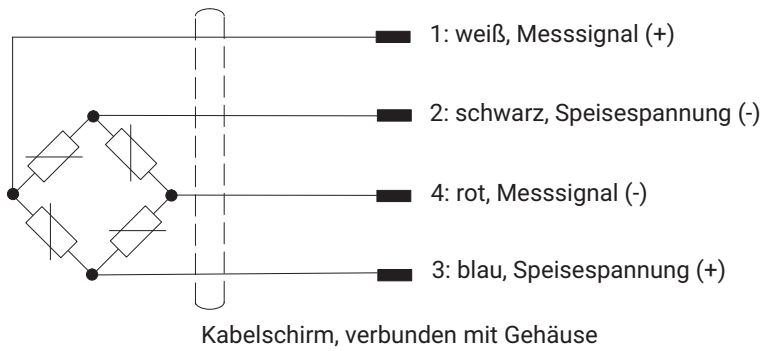 1: weiß, Messsignal (+)
2: schwarz, Speisespannung (-)
4: rot, Messsignal (-)
3: blau, Speisespannung (+)
Kabelschirm, verbunden mit Gehäuse